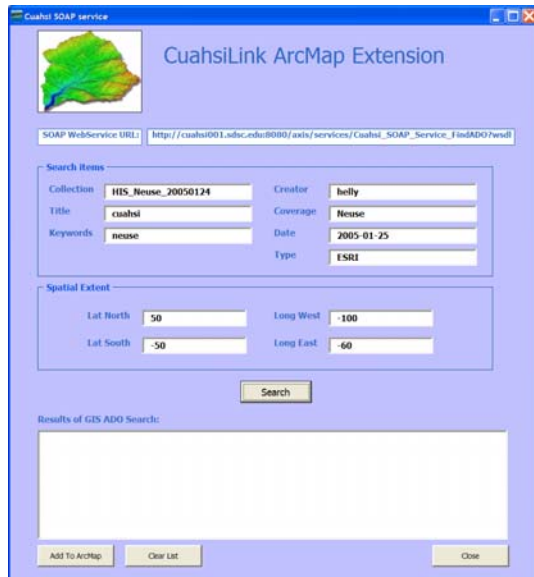 Cuahsi SOAP service
CuahsiLink ArcMap Extension
SOAP WebService URL: http://cuahsi001.sdsc.edu:8080/axis/services/Cuahsi_SOAP_Service_FindADO?wsdl
Search items
Collection HIS_Neuse_20050124 Creator helly
Title cuahsi Coverage Neuse
Keywords neuse Date 2005-01-25
Type ESRI
Spatial Extent
Lat North 50 Long West -100
Lat South -50 Long East -60
Search
Results of GIS ADO Search:
Add To ArcMap Clear List Close